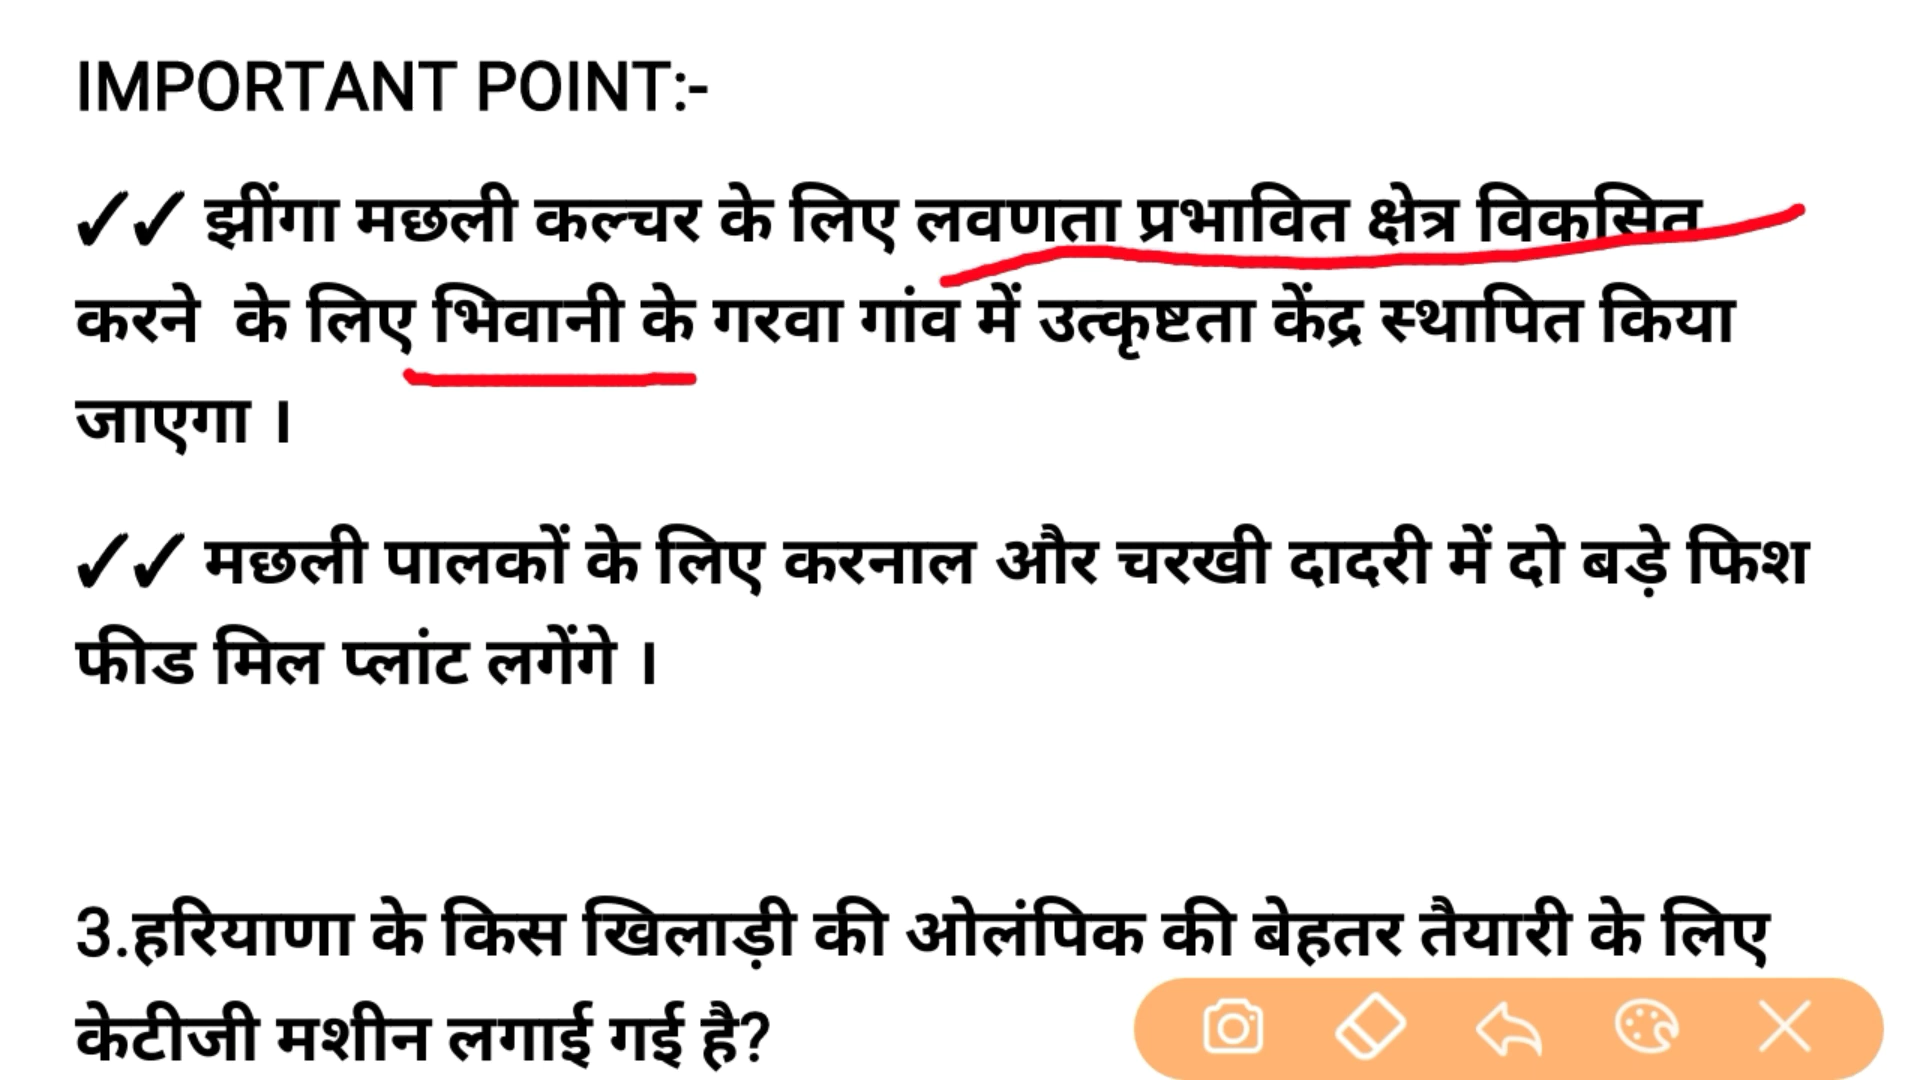 IMPORTANT POINT:-
✓✓ झींगा मछली कल्चर के लिए लवणता प्रभावित क्षेत्र विकसित
करने के लिए भिवानी के गरवा गांव में उत्कृष्टता केंद्र स्थापित किया
जाएगा ।
✓✓ मछली पालकों के लिए करनाल और चरखी दादरी में दो बड़े फिश
फीड मिल प्लांट लगेंगे ।
3.हरियाणा के किस खिलाड़ी की ओलंपिक की बेहतर तैयारी के लिए
केटीजी मशीन लगाई गई है?